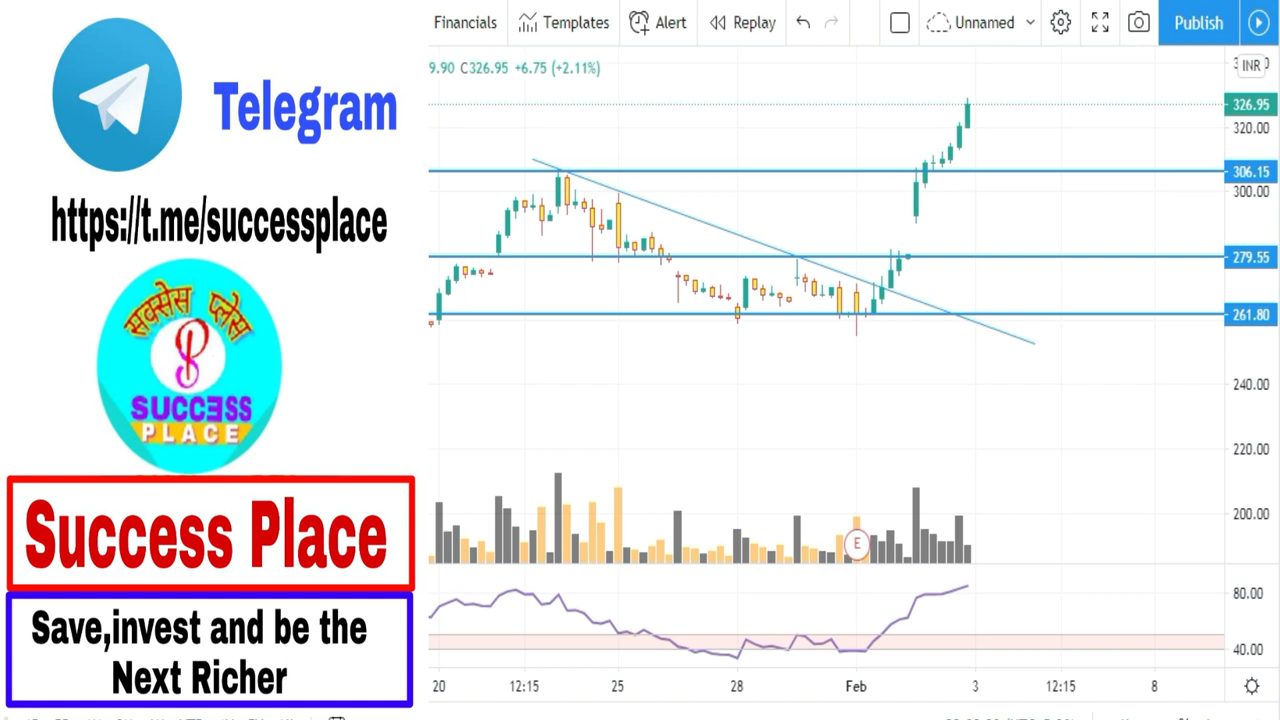 Telegram
https://t.me/successplace
सक्सेस प्लेस
SP
SUCCESS
PLACE
Success Place
Save,invest and be the
Next Richer
Financials
Templates
Alert
Replay
Unnamed
Publish
9.90 C326.95 +6.75 (+2.11%)
INR
326.95
320.00
306.15
300.00
279.55
261.80
240.00
220.00
200.00
E
80.00
40.00
20 12:15 25 28 Feb 3 12:15 8